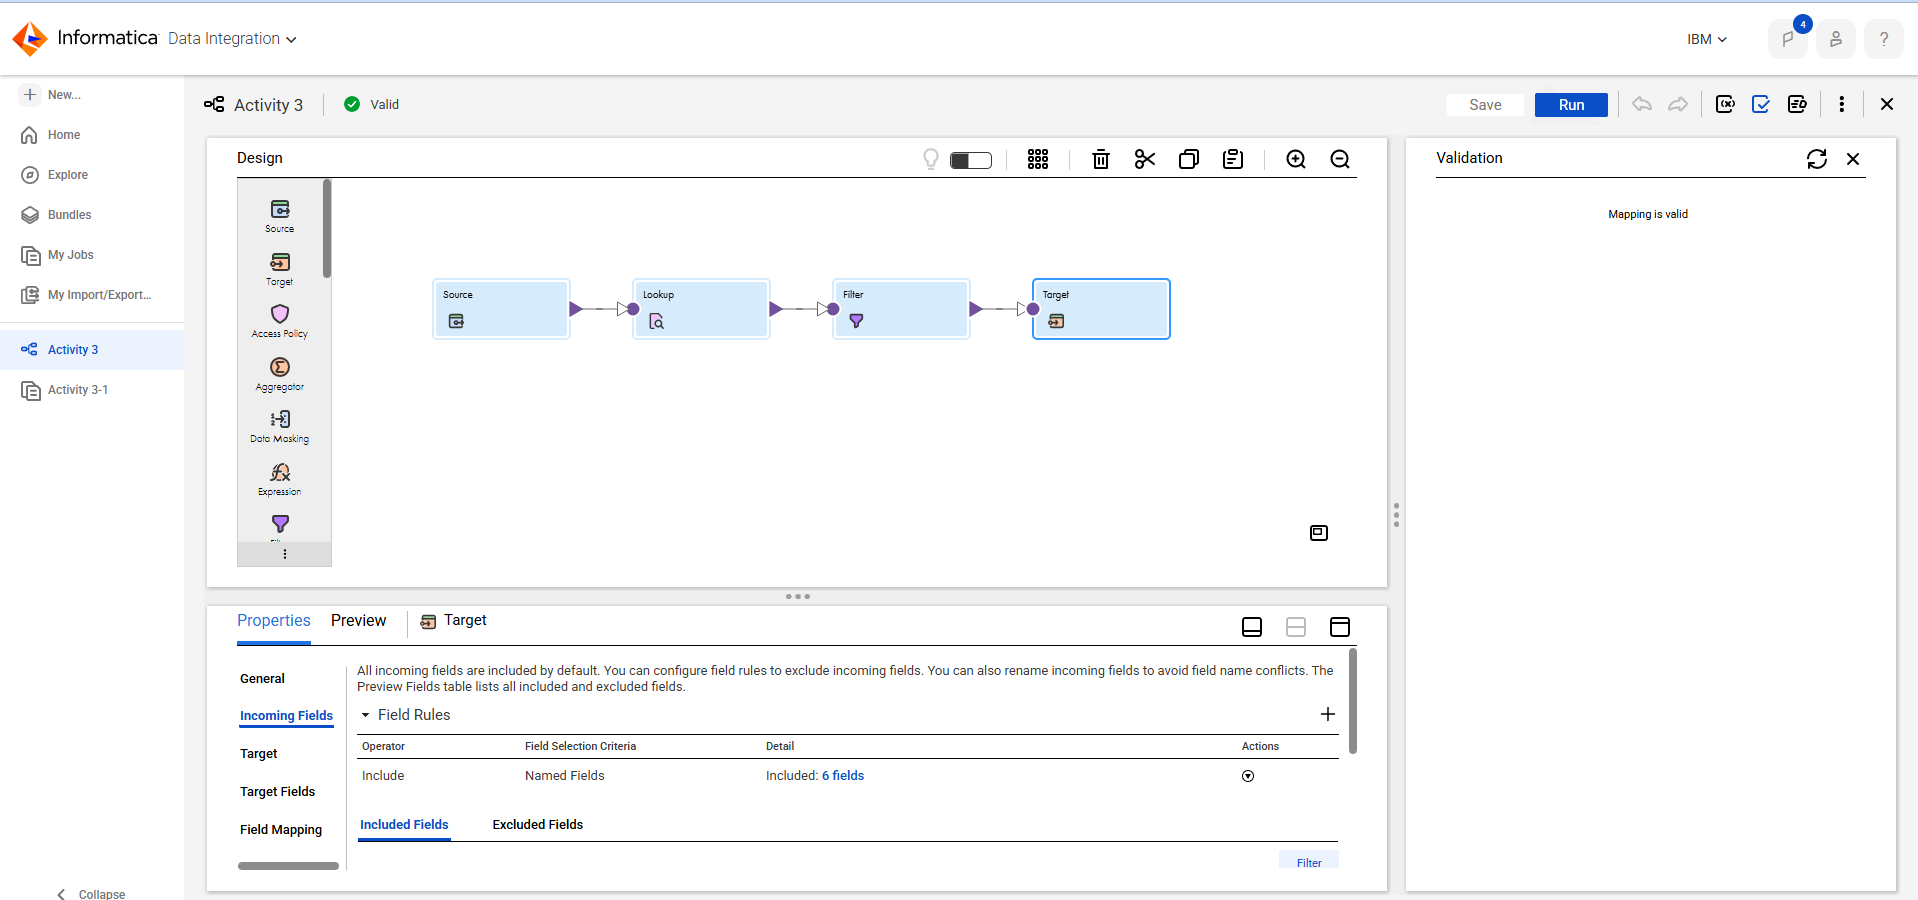 Informatica Data Integration
IBM
4
?
New...
Home
Explore
Bundles
My Jobs
My Import/Export...
Activity 3
Activity 3-1
Collapse
Activity 3
Valid
Save
Run
Design
Source
Target
Access Policy
Aggregator
Data Masking
Expression
Source
Lookup
Filter
Target
Validation
Mapping is valid
Properties
Preview
Target
General
Incoming Fields
Target
Target Fields
Field Mapping
All incoming fields are included by default. You can configure field rules to exclude incoming fields. You can also rename incoming fields to avoid field name conflicts. The
Preview Fields table lists all included and excluded fields.
Field Rules
Operator Field Selection Criteria Detail Actions
Include Named Fields Included: 6 fields
Included Fields Excluded Fields
Filter